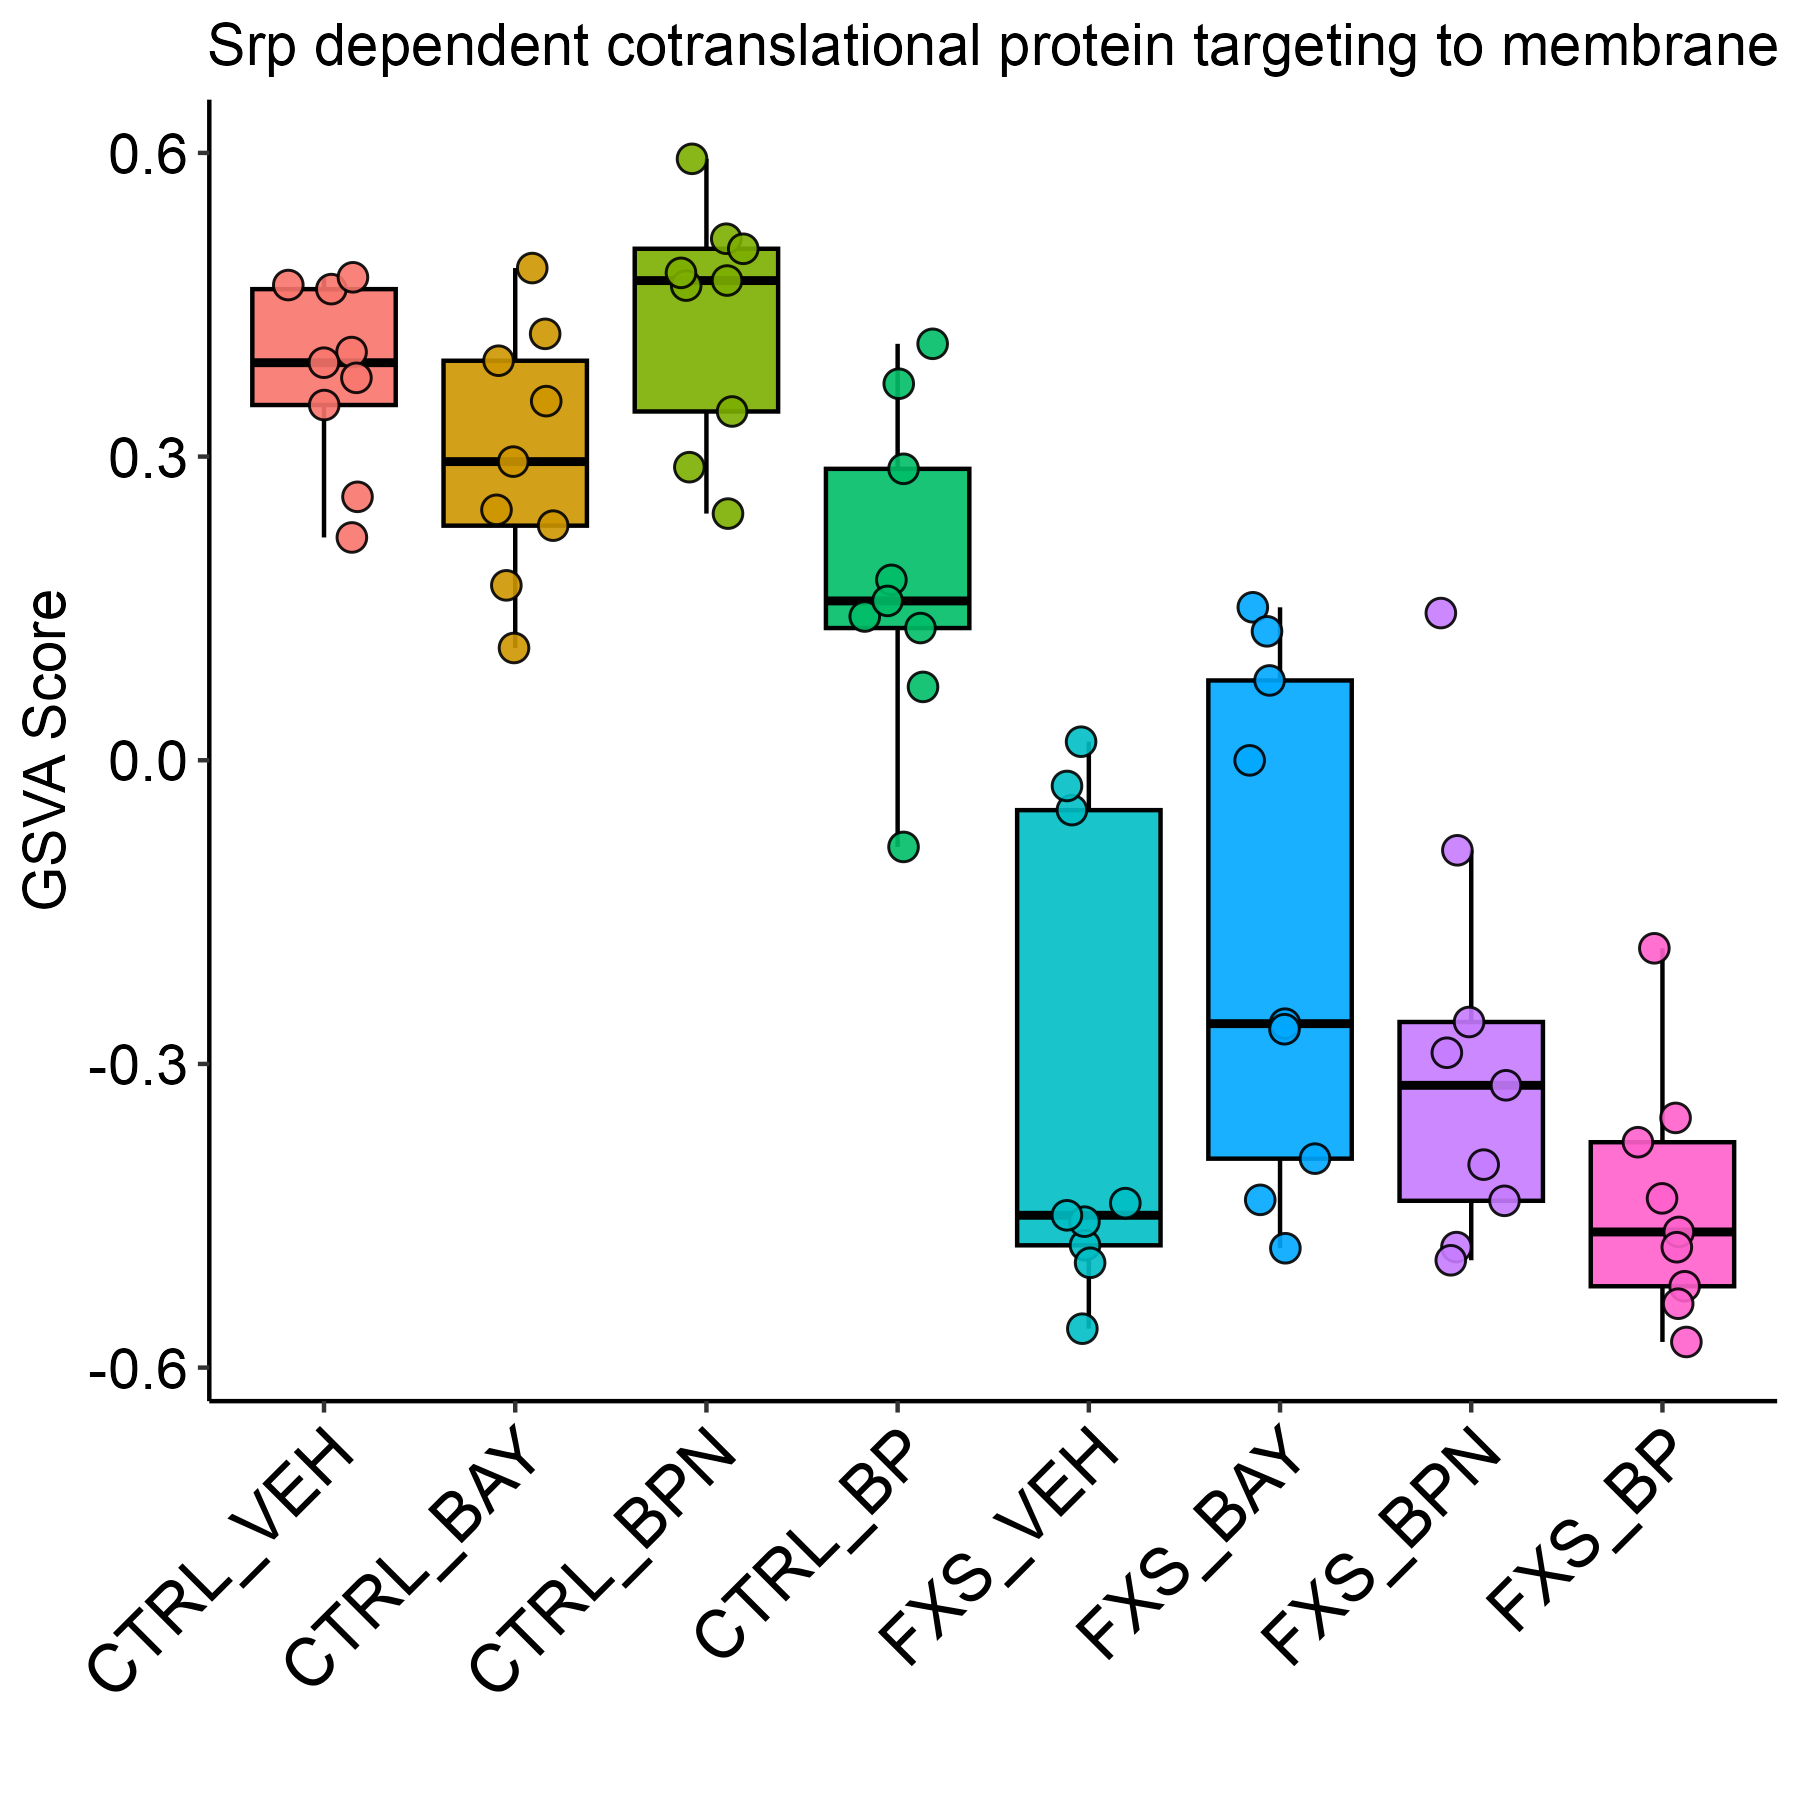 Srp dependent cotranslational protein targeting to membrane
GSVA Score
0.6
0.3
0.0
-0.3
-0.6
CTRL_VEH
CTRL_BAY
CTRL_BPN
CTRL_BP
FXS_VEH
FXS_BAY
FXS_BPN
FXS_BP